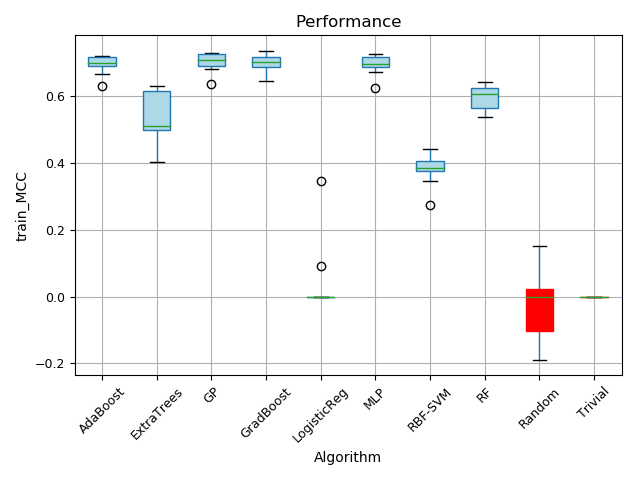 Performance
train_MCC
0.6
0.4
0.2
0.0
−0.2
AdaBoost
ExtraTrees
GP
GradBoost
LogisticReg
MLP
RBF-SVM
RF
Random
Trivial
Algorithm